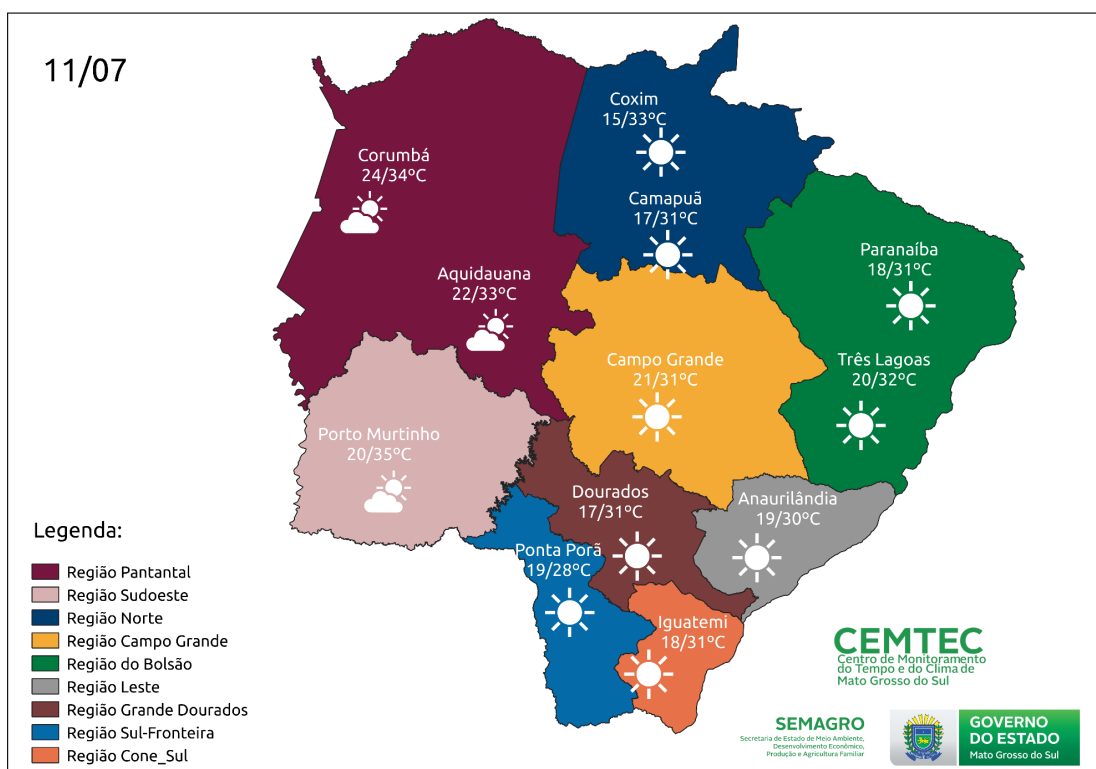 11/07
Coxim
15/33ºC
Corumbá
24/34ºC
Camapuã
17/31ºC
Paranaíba
18/31ºC
Aquidauana
22/33ºC
Campo Grande
21/31ºC
Três Lagoas
20/32ºC
Porto Murtinho
20/35ºC
Dourados
17/31ºC
Anaurilândia
19/30ºC
Ponta Porã
19/28ºC
Iguatemi
18/31ºC
Legenda:
Região Pantantal
Região Sudoeste
Região Norte
Região Campo Grande
Região do Bolsão
Região Leste
Região Grande Dourados
Região Sul-Fronteira
Região Cone_Sul
CEMTEC
Centro de Monitoramento
do Tempo e do Clima de
Mato Grosso do Sul
SEMAGRO
Secretaria de Estado de Meio Ambiente,
Desenvolvimento Econômico,
Produção e Agricultura Familiar
GOVERNO
DO ESTADO
Mato Grosso do Sul